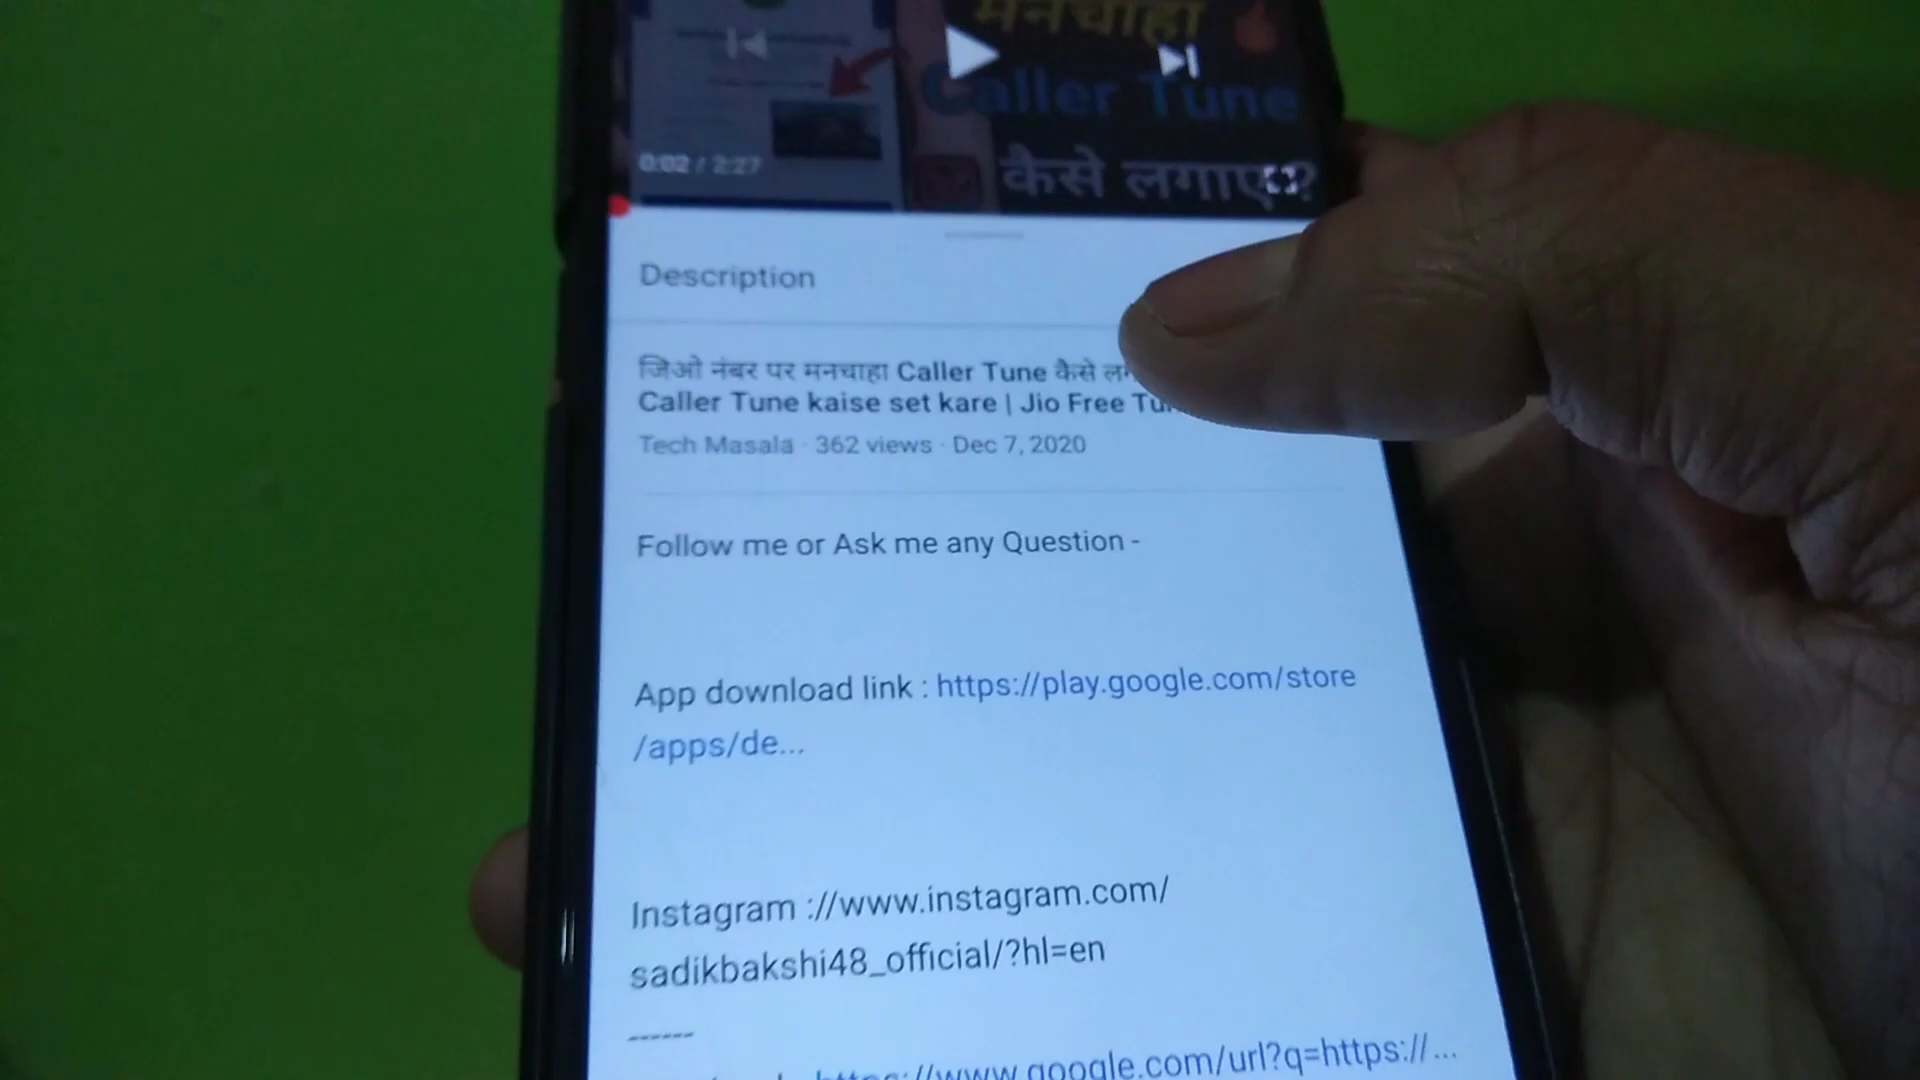 मनचाहा
Caller Tune
कैसे लगाए ?
0:02 / 2:27
Description
जिओ नंबर पर मनचाहा Caller Tune कैसे
Caller Tune kaise set kare | Jio Free
Tech Masala · 362 views · Dec 7, 2020
Follow me or Ask me any Question -
App download link : https://play.google.com/store
/apps/de...
Instagram ://www.instagram.com/
sadikbakshi48_official/?hl=en
------
https://www.google.com/url?q=https://...